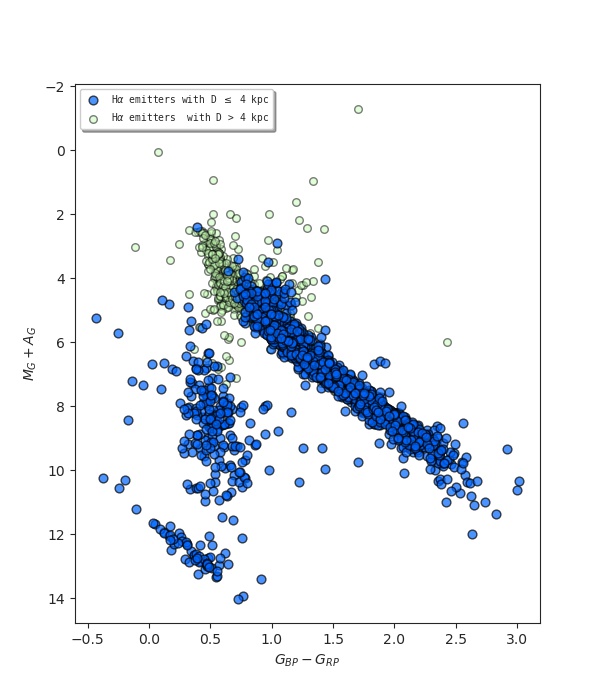 Hα emitters with D ≤ 4 kpc
Hα emitters with D > 4 kpc
−2
0
2
4
6
8
10
12
14
M_G + A_G
−0.5 0.0 0.5 1.0 1.5 2.0 2.5 3.0
G_BP − G_RP